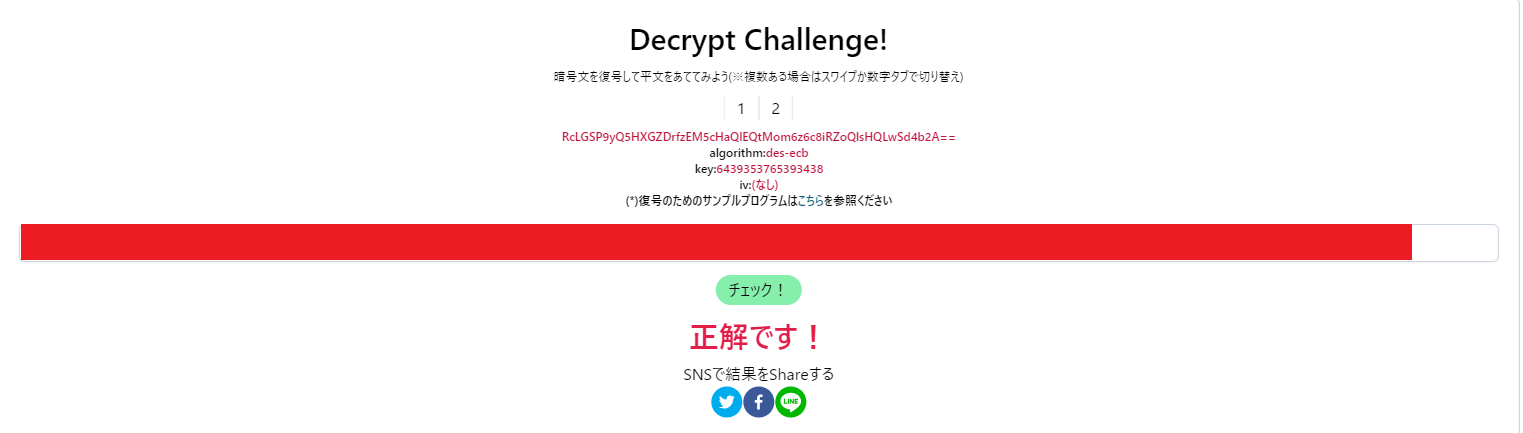 Decrypt Challenge!
暗号文を復号して平文をあててみよう(※複数ある場合はスワイプか数字タブで切り替え)
1 2
RcLGSP9yQ5HXGZDrfzEM5cHaQIEQtMom6z6c8iRZoQIsHQLwSd4b2A==
algorithm:des-ecb
key:6439353765393438
iv:(なし)
(*)復号のためのサンプルプログラムはこちらを参照ください
チェック！
正解です！
SNSで結果をShareする
LINE